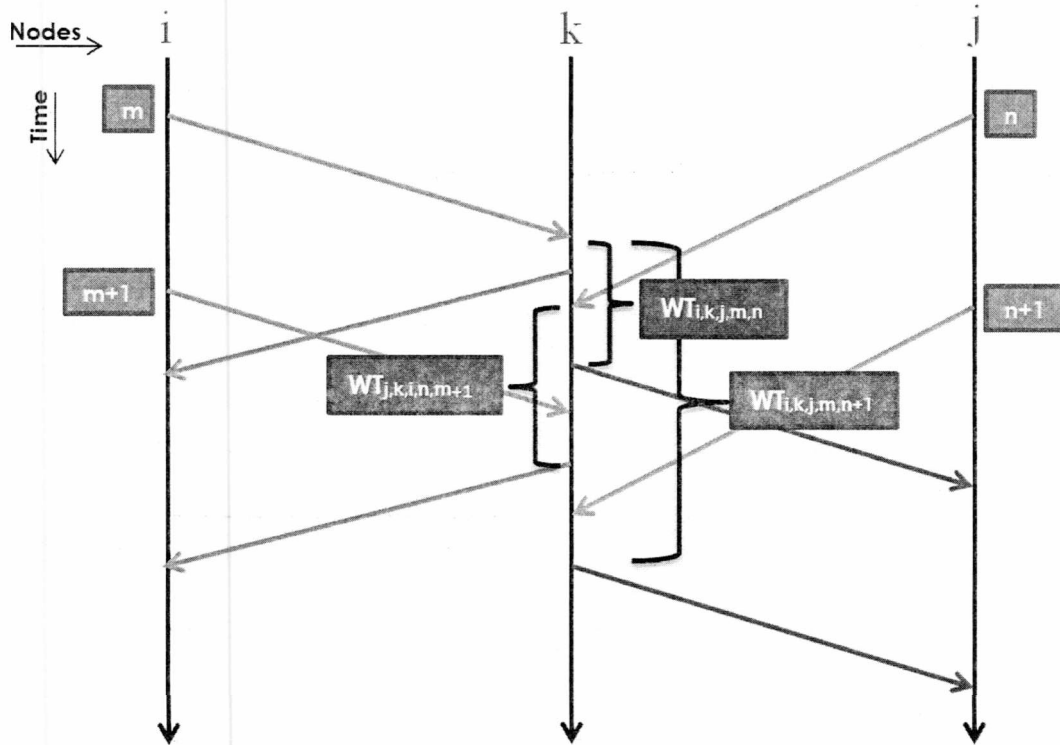 Nodes
i
k
j
Time
m
n
m+1
n+1
WTi,k,j,m,n
WTj,k,i,n,m+1
WTi,k,j,m,n+1